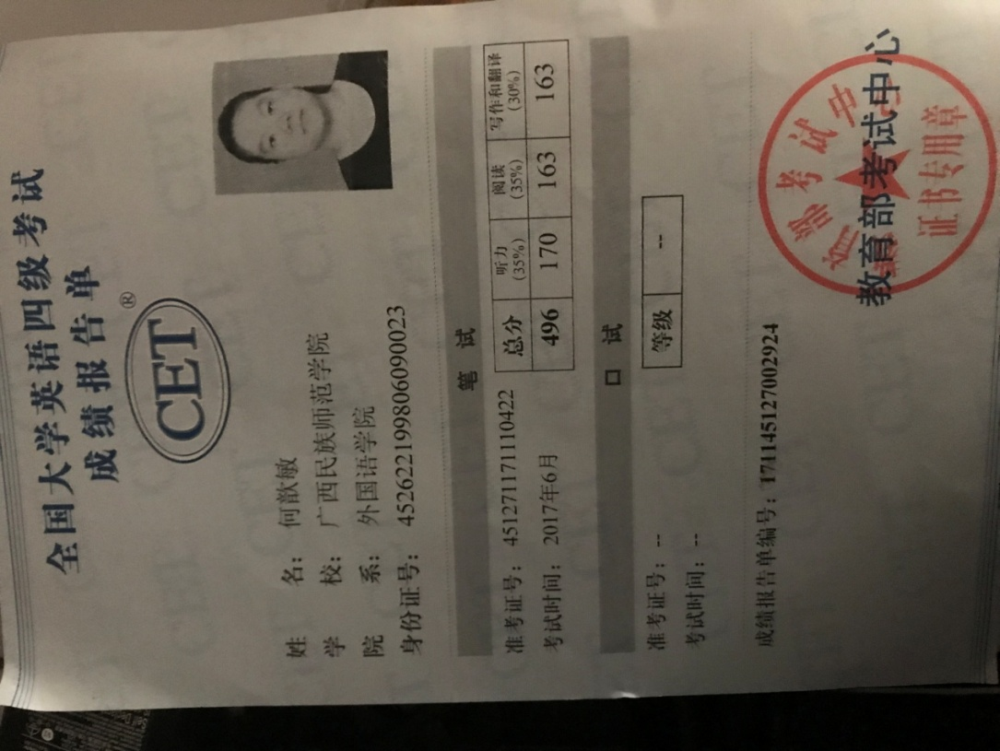 全国大学英语四级考试
成绩报告单
CET®
姓 名： 何歆敏
学 校： 广西民族师范学院
院 系： 外国语学院
身份证号： 452622199806090023
笔 试
准考证号： 451271171110422
考试时间： 2017年6月
总分 听力(35%) 阅读(35%) 写作和翻译(30%)
496 170 163 163
口 试
准考证号： --
考试时间： --
等级 --
成绩报告单编号：171145127002924
教育部考试中心
教育部考试中心
证书专用章